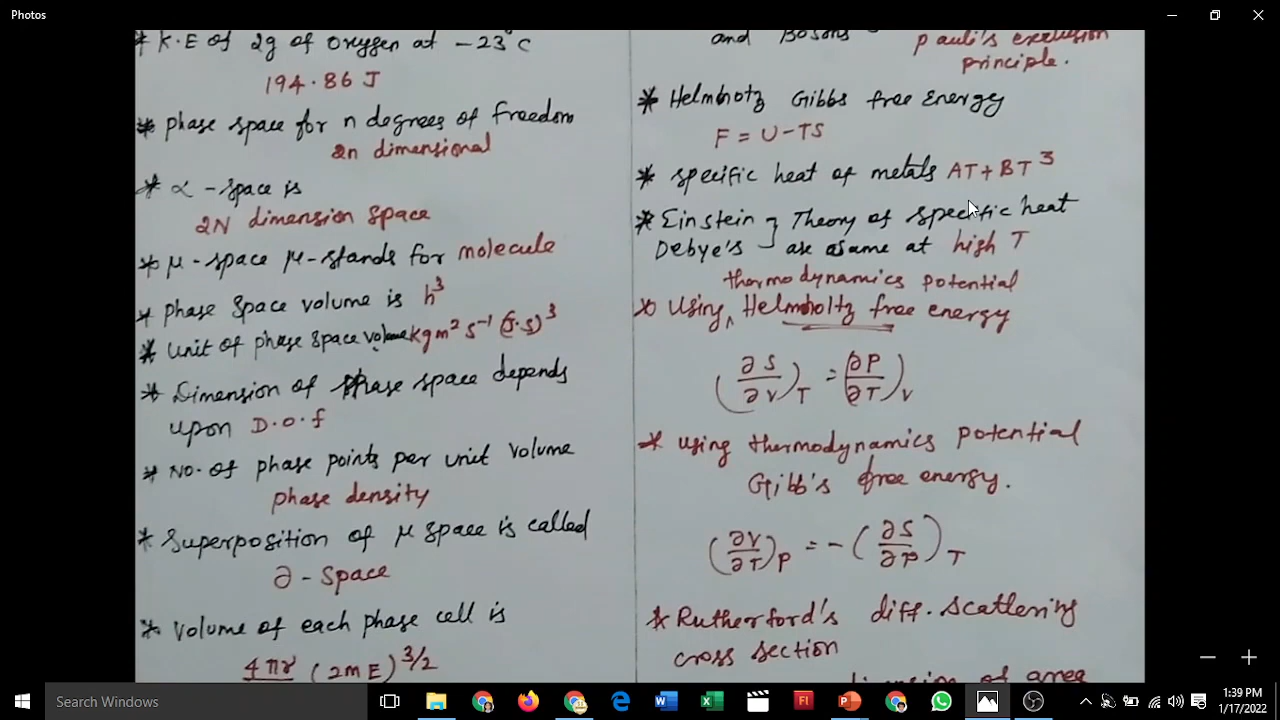 Photos
* K.E of 2g of oxygen at -23°C
194.86 J
* phase space for n degrees of freedom
2n dimensional
* α - space is
2N dimension space
* μ - space μ-stands for molecule
* phase space volume is h³
* Unit of phase space volume kgm²s⁻¹ (J.s)³
* Dimension of phase space depends
upon D.O.f
* No. of phase points per unit volume
phase density
* Superposition of μ space is called
∂ - space
* Volume of each phase cell is
4πV (2mE)^3/2
and Bosons pauli's exclusion
principle.
* Helmhotz Gibbs free Energy
F = U-TS
* specific heat of metals AT + BT³
* Einstein } Theory of specific heat
Debye's are same at high T
thermodynamics potential
* Using ∧ Helmholtz free energy
(∂S/∂V)T = (∂P/∂T)V
* using thermodynamics potential
Gibb's free energy.
(∂V/∂T)P = - (∂S/∂P)T
* Rutherford's diff. scattering
cross section
dimension of area
Search Windows
1:39 PM
1/17/2022